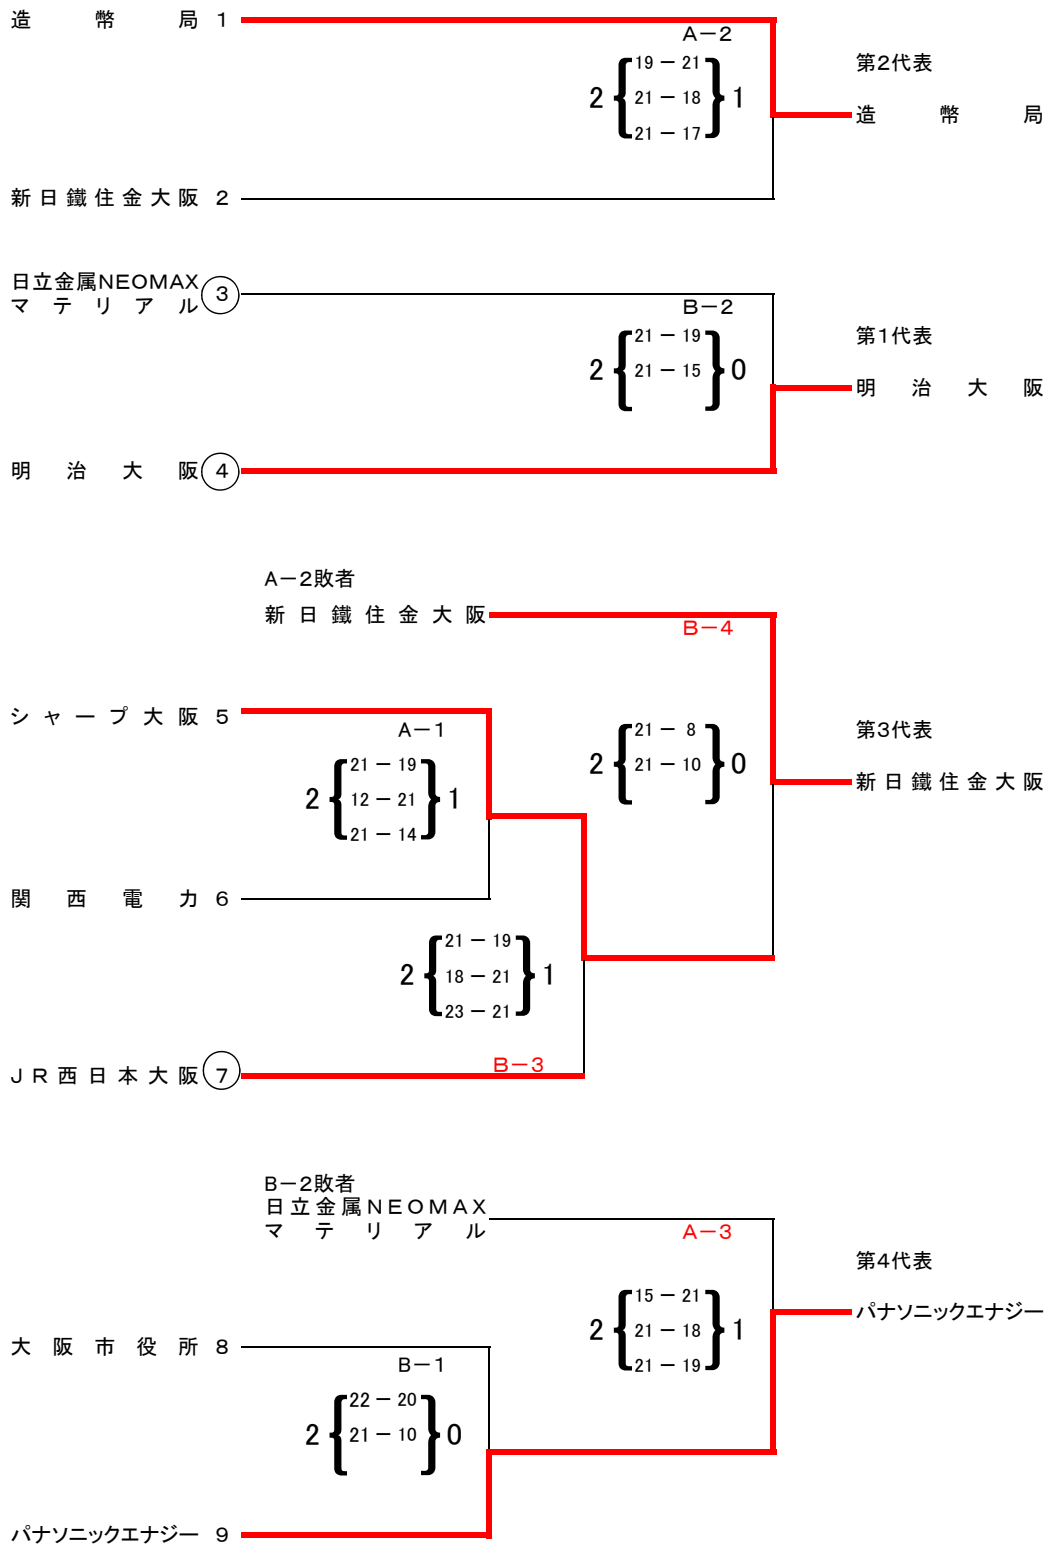 造幣局 1
A-2
19 - 21
2 21 - 18 1
21 - 17
第2代表
造幣局
新日鐵住金大阪 2
日立金属NEOMAX
マテリアル 3
B-2
21 - 19
2 21 - 15 0
第1代表
明治大阪
明治大阪 4
A-2敗者
新日鐵住金大阪
B-4
シャープ大阪 5
A-1
21 - 19
2 12 - 21 1
21 - 14
21 - 8
2 21 - 10 0
第3代表
新日鐵住金大阪
関西電力 6
21 - 19
2 18 - 21 1
23 - 21
B-3
JR西日本大阪 7
B-2敗者
日立金属NEOMAX
マテリアル
A-3
15 - 21
2 21 - 18 1
21 - 19
第4代表
パナソニックエナジー
大阪市役所 8
B-1
22 - 20
2 21 - 10 0
パナソニックエナジー 9